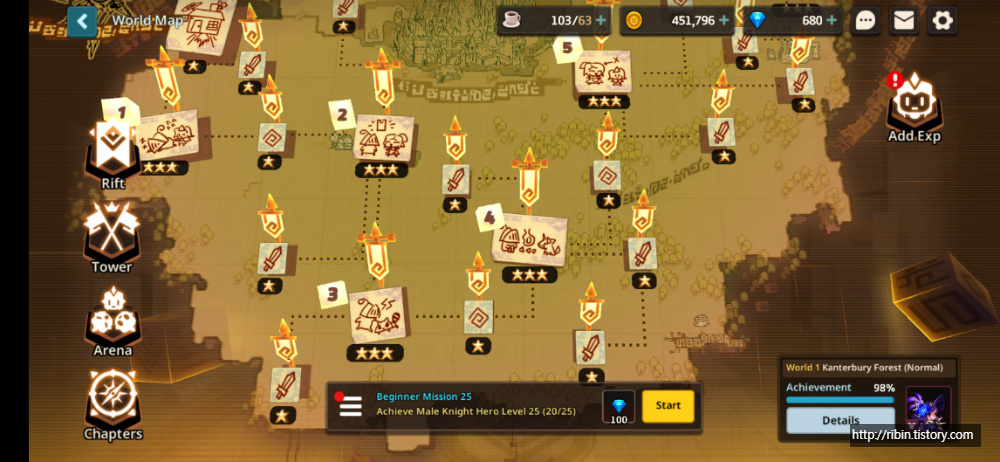 World Map
103/63
451,796
680
Add Exp
1
2
3
4
5
Rift
Tower
Arena
Chapters
Beginner Mission 25
Achieve Male Knight Hero Level 25 (20/25)
100
Start
World 1 Kanterbury Forest (Normal)
Achievement 98%
Details
http://ribin.tistory.com